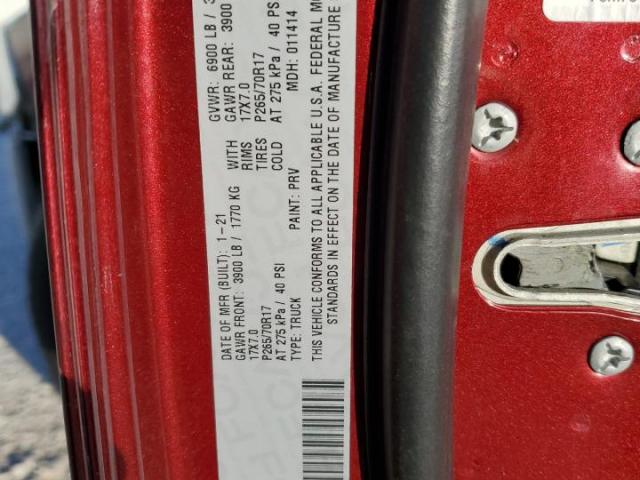 DATE OF MFR (BUILT): 1-21 GVWR: 6900 LB /
GAWR FRONT: 3900 LB / 1770 KG WITH GAWR REAR: 3900
17X7.0 RIMS 17X7.0
P265/70R17 TIRES P265/70R17
AT 275 kPa / 40 PSI COLD AT 275 kPa / 40 PSI
TYPE: TRUCK PAINT: PRV MDH: 011414
THIS VEHICLE CONFORMS TO ALL APPLICABLE U.S.A. FEDERAL
STANDARDS IN EFFECT ON THE DATE OF MANUFACTURE